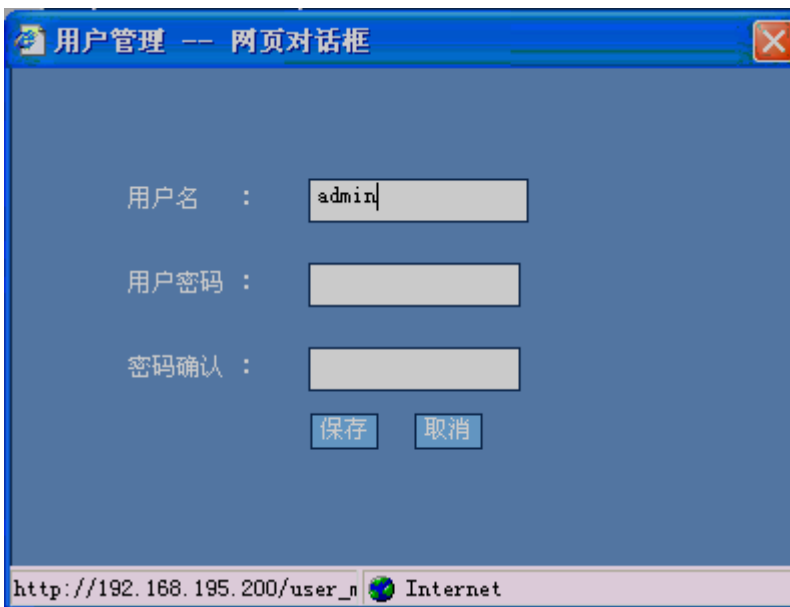 用户管理 -- 网页对话框
用户名 : admin
用户密码 :
密码确认 :
保存 取消
http://192.168.195.200/user_ Internet